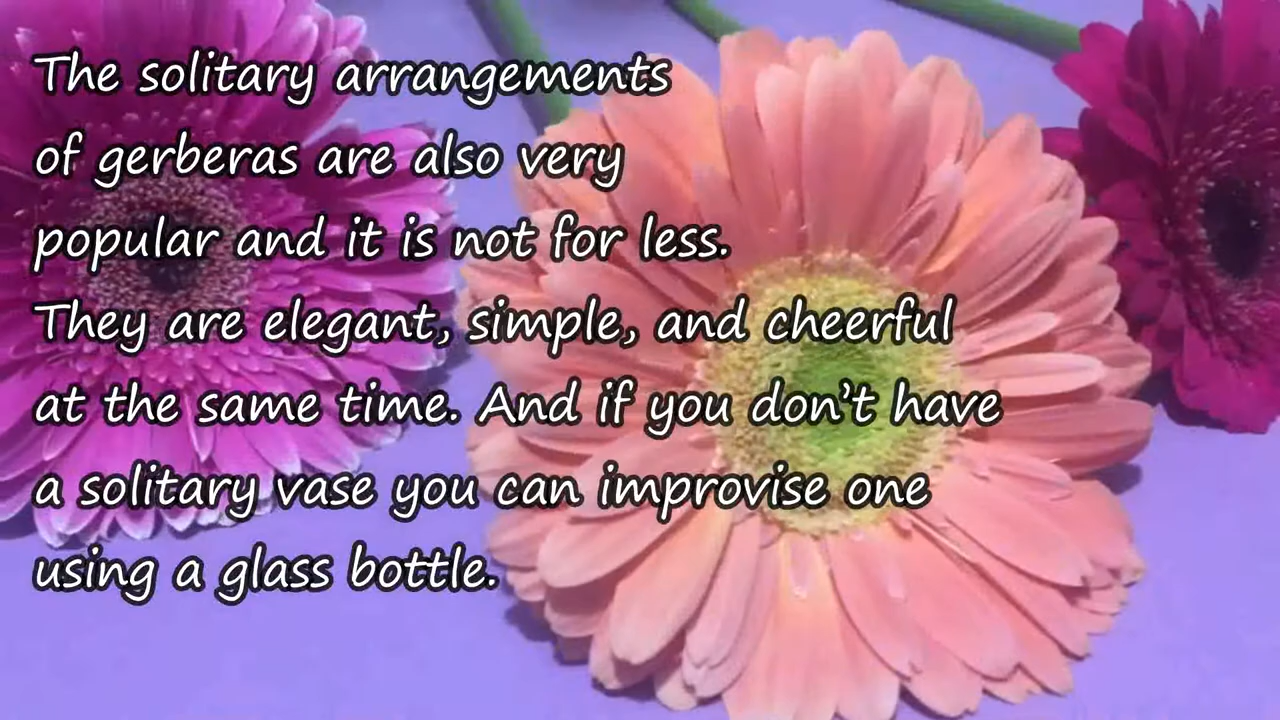 The solitary arrangements
of gerberas are also very
popular and it is not for less.
They are elegant, simple, and cheerful
at the same time. And if you don’t have
a solitary vase you can improvise one
using a glass bottle.